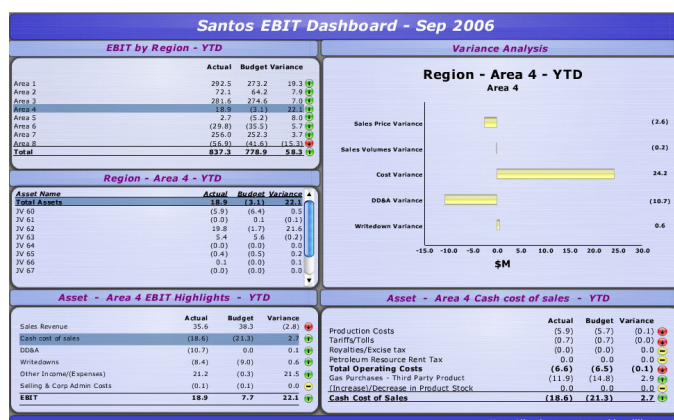 Santos EBIT Dashboard - Sep 2006
EBIT by Region - YTD
Actual Budget Variance
Area 1 292.5 273.2 19.3
Area 2 72.1 64.2 7.9
Area 3 281.6 274.6 7.0
Area 4 18.9 (3.1) 22.1
Area 5 2.7 (5.2) 8.0
Area 6 (29.8) (35.5) 5.7
Area 7 256.0 252.3 3.7
Area 8 (56.9) (41.6) (15.3)
Total 837.3 778.9 58.3
Region - Area 4 - YTD
Asset Name Actual Budget Variance
Total Assets 18.9 (3.1) 22.1
JV 60 (5.9) (6.4) 0.5
JV 61 (0.0) 0.1 (0.1)
JV 62 19.8 (1.7) 21.6
JV 63 5.4 5.6 (0.2)
JV 64 (0.0) (0.0) 0.0
JV 65 (0.4) (0.5) 0.2
JV 66 0.1 (0.0) 0.1
JV 67 (0.0) (0.0) 0.0
Variance Analysis
Region - Area 4 - YTD
Area 4
Sales Price Variance (2.6)
Sales Volumes Variance (0.2)
Cost Variance 24.2
DD&A Variance (10.7)
Writedown Variance 0.6
-15.0 -10.0 -5.0 0.0 5.0 10.0 15.0 20.0 25.0 30.0
$M
Asset - Area 4 EBIT Highlights - YTD
Actual Budget Variance
Sales Revenue 35.6 38.3 (2.8)
Cash cost of sales (18.6) (21.3) 2.7
DD&A (10.7) 0.0 0.1
Writedowns (8.4) (9.0) 0.6
Other Income/(Expenses) 21.2 (0.3) 21.5
Selling & Corp Admin Costs (0.1) (0.1) 0.0
EBIT 18.9 7.7 22.1
Asset - Area 4 Cash cost of sales - YTD
Actual Budget Variance
Production Costs (5.9) (5.7) (0.1)
Tariffs/Tolls (0.7) (0.7) (0.0)
Royalties/Excise tax (0.0) (0.0) 0.0
Petroleum Resource Rent Tax 0.0 0.0 0.0
Total Operating Costs (6.6) (6.5) (0.1)
Gas Purchases - Third Party Product (11.9) (14.8) 2.9
(Increase)/Decrease in Product Stock 0.0 0.0 0.0
Cash Cost of Sales (18.6) (21.3) 2.7